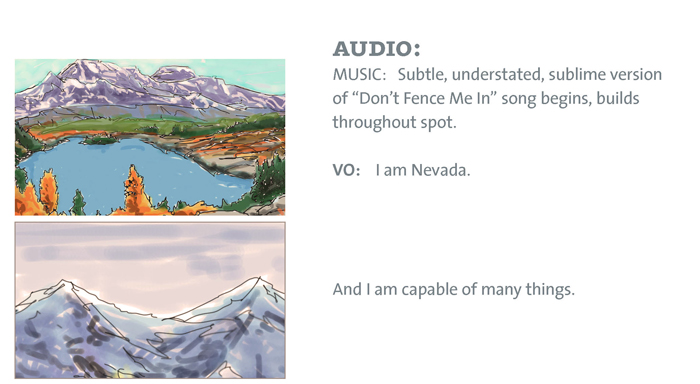 AUDIO:
MUSIC: Subtle, understated, sublime version
of “Don’t Fence Me In” song begins, builds
throughout spot.
VO: I am Nevada.
And I am capable of many things.